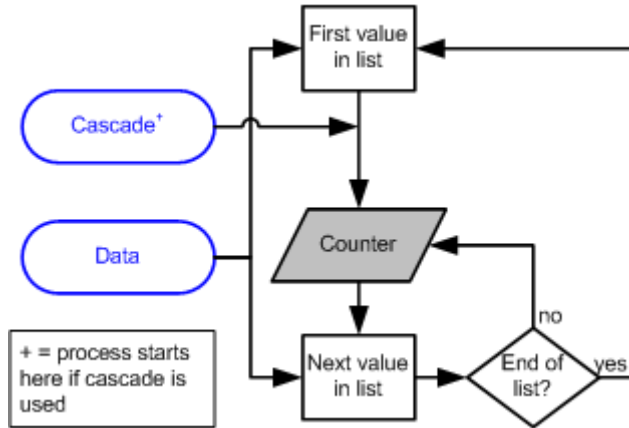 First value
in list
Cascade⁺
Counter
Data
no
+ = process starts
here if cascade is
used
Next value
in list
End of
list?
yes